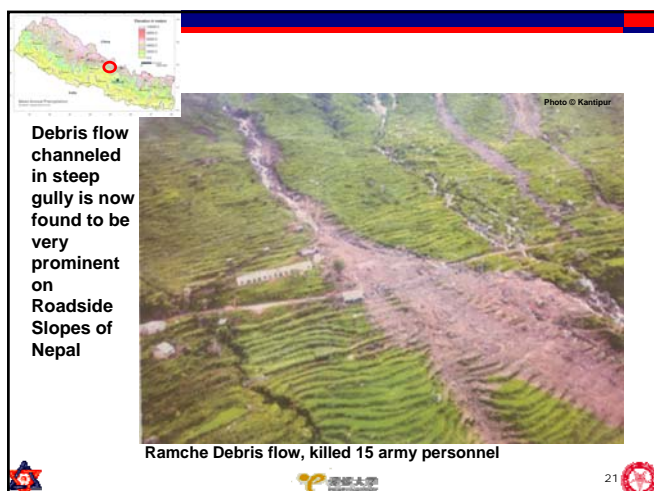 Photo © Kantipur
Debris flow
channeled
in steep
gully is now
found to be
very
prominent
on
Roadside
Slopes of
Nepal
Ramche Debris flow, killed 15 army personnel
21